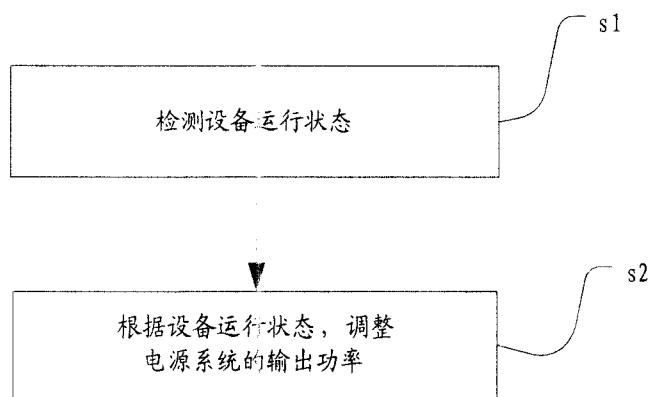 s1
检测设备运行状态
s2
根据设备运行状态，调整
电源系统的输出功率